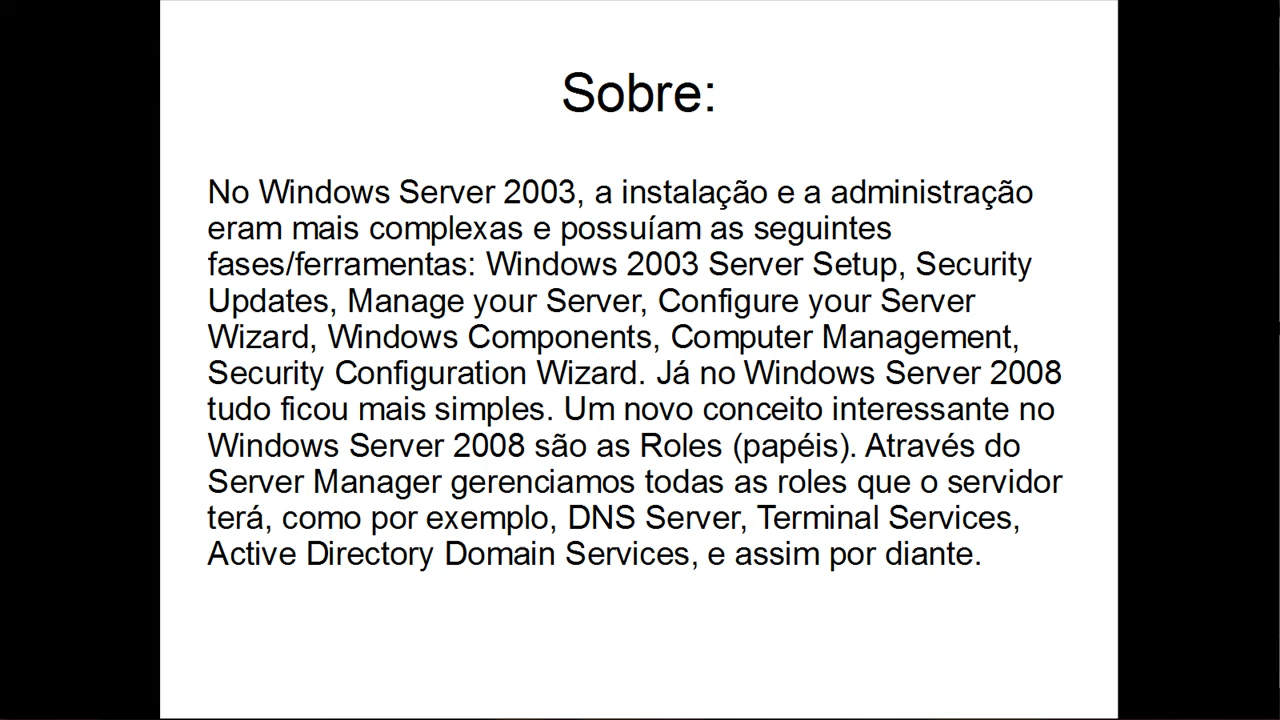 Sobre:
No Windows Server 2003, a instalação e a administração
eram mais complexas e possuíam as seguintes
fases/ferramentas: Windows 2003 Server Setup, Security
Updates, Manage your Server, Configure your Server
Wizard, Windows Components, Computer Management,
Security Configuration Wizard. Já no Windows Server 2008
tudo ficou mais simples. Um novo conceito interessante no
Windows Server 2008 são as Roles (papéis). Através do
Server Manager gerenciamos todas as roles que o servidor
terá, como por exemplo, DNS Server, Terminal Services,
Active Directory Domain Services, e assim por diante.